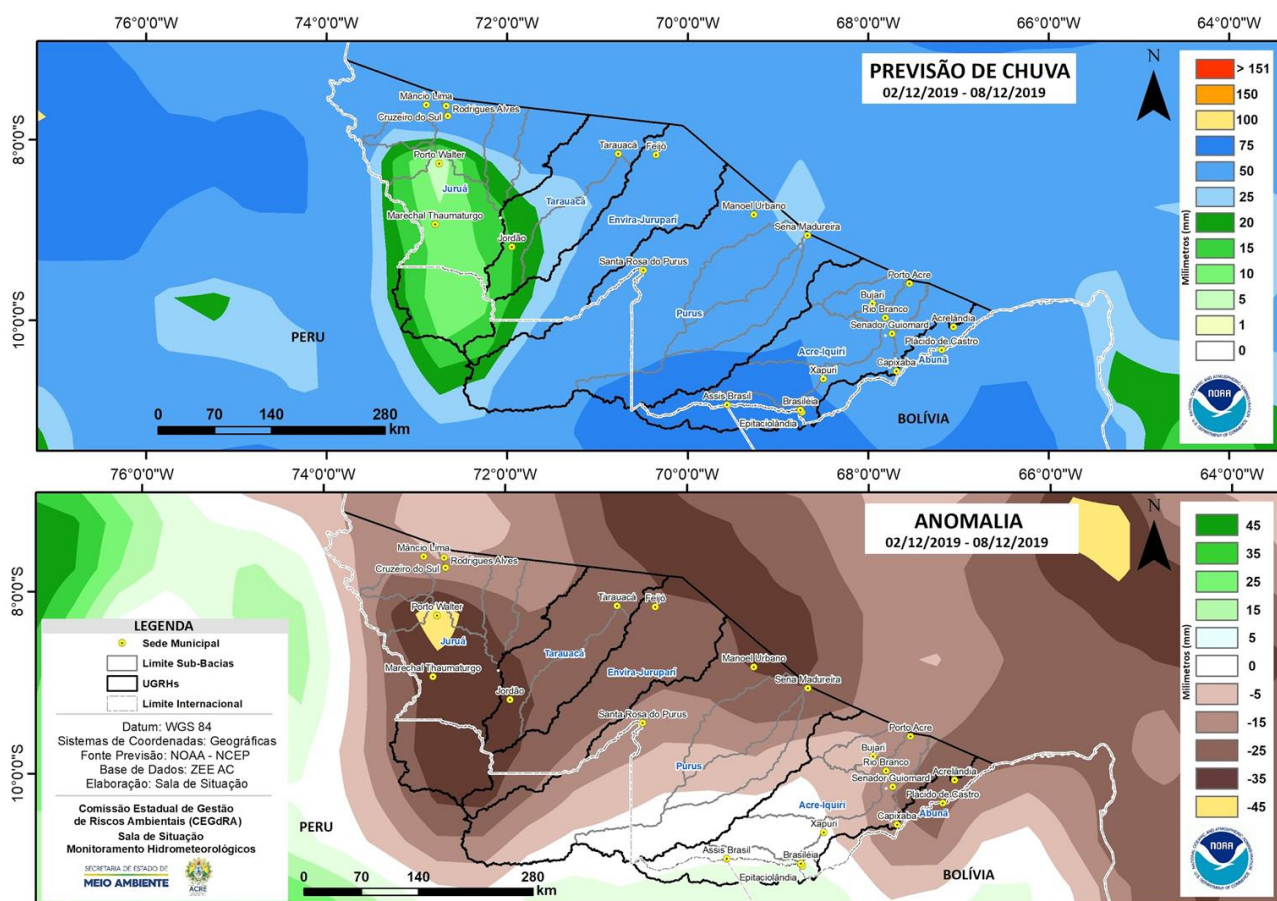 76°0'0"W 74°0'0"W 72°0'0"W 70°0'0"W 68°0'0"W 66°0'0"W 64°0'0"W
8°0'0"S
10°0'0"S
PREVISÃO DE CHUVA
02/12/2019 - 08/12/2019
N
Milímetros (mm)
> 151
150
100
75
50
25
20
15
10
5
1
0
NOAA
Mâncio Lima
Rodrigues Alves
Cruzeiro do Sul
Porto Walter
Juruá
Marechal Thaumaturgo
Jordão
Tarauacá
Feijó
Tarauacá
Envira-Jurupari
Manoel Urbano
Sena Madureira
Santa Rosa do Purus
Purus
Porto Acre
Bujari
Rio Branco
Senador Guiomard
Acrelândia
Plácido de Castro
Abunã
Acre-Iquiri
Capixaba
Xapuri
Assis Brasil
Brasiléia
Epitaciolândia
PERU
BOLÍVIA
0 70 140 280
km
76°0'0"W 74°0'0"W 72°0'0"W 70°0'0"W 68°0'0"W 66°0'0"W 64°0'0"W
8°0'0"S
10°0'0"S
ANOMALIA
02/12/2019 - 08/12/2019
N
Milímetros (mm)
45
35
25
15
5
0
-5
-15
-25
-35
-45
NOAA
Mâncio Lima
Rodrigues Alves
Cruzeiro do Sul
Porto Walter
Juruá
Marechal Thaumaturgo
Jordão
Tarauacá
Feijó
Tarauacá
Envira-Jurupari
Manoel Urbano
Sena Madureira
Santa Rosa do Purus
Purus
Porto Acre
Bujari
Rio Branco
Senador Guiomard
Acrelândia
Plácido de Castro
Abunã
Acre-Iquiri
Capixaba
Xapuri
Assis Brasil
Brasiléia
Epitaciolândia
PERU
BOLÍVIA
0 70 140 280
km
LEGENDA
Sede Municipal
Limite Sub-Bacias
UGRHs
Limite Internacional
Datum: WGS 84
Sistemas de Coordenadas: Geográficas
Fonte Previsão: NOAA - NCEP
Base de Dados: ZEE AC
Elaboração: Sala de Situação
Comissão Estadual de Gestão
de Riscos Ambientais (CEGdRA)
Sala de Situação
Monitoramento Hidrometeorológicos
SECRETARIA DE ESTADO DE
MEIO AMBIENTE
ACRE